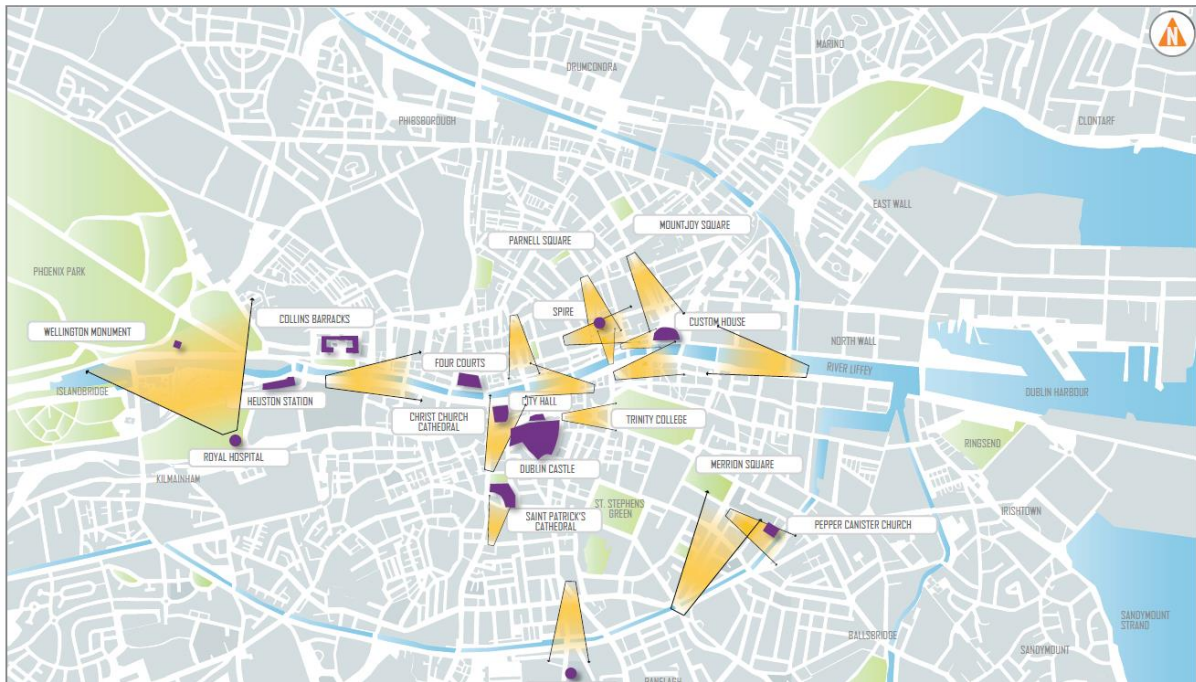 N
MARINO
DRUMCONDRA
PHIBSBOROUGH
CLONTARF
EAST WALL
MOUNTJOY SQUARE
PARNELL SQUARE
PHOENIX PARK
SPIRE
COLLINS BARRACKS
CUSTOM HOUSE
WELLINGTON MONUMENT
NORTH WALL
FOUR COURTS
RIVER LIFFEY
ISLANDBRIDGE
DUBLIN HARBOUR
HEUSTON STATION
CITY HALL
CHRIST CHURCH
CATHEDRAL
TRINITY COLLEGE
RINGSEND
ROYAL HOSPITAL
DUBLIN CASTLE
MERRION SQUARE
KILMAINHAM
ST. STEPHENS
GREEN
IRISHTOWN
SAINT PATRICK'S
CATHEDRAL
PEPPER CANISTER CHURCH
SANDYMOUNT
STRAND
BALLSBRIDGE
SANDYMOUNT
RANELAGH